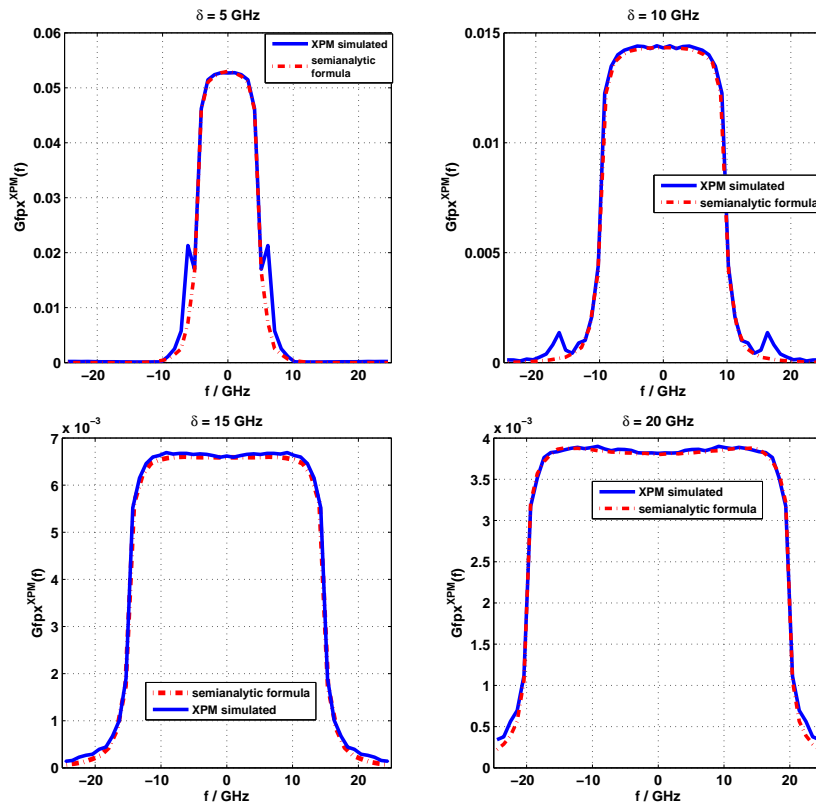 δ = 5 GHz
0.06
0.05
0.04
0.03
0.02
0.01
0
Gfpx^XPM(f)
XPM simulated
semianalytic
formula
−20 −10 0 10 20
f / GHz
δ = 10 GHz
0.015
0.01
0.005
0
Gfpx^XPM(f)
XPM simulated
semianalytic formula
−20 −10 0 10 20
f / GHz
δ = 15 GHz
x 10^−3
7
6
5
4
3
2
1
0
Gfpx^XPM(f)
semianalytic formula
XPM simulated
−20 −10 0 10 20
f / GHz
δ = 20 GHz
x 10^−3
4
3.5
3
2.5
2
1.5
1
0.5
0
Gfpx^XPM(f)
XPM simulated
semianalytic formula
−20 −10 0 10 20
f / GHz